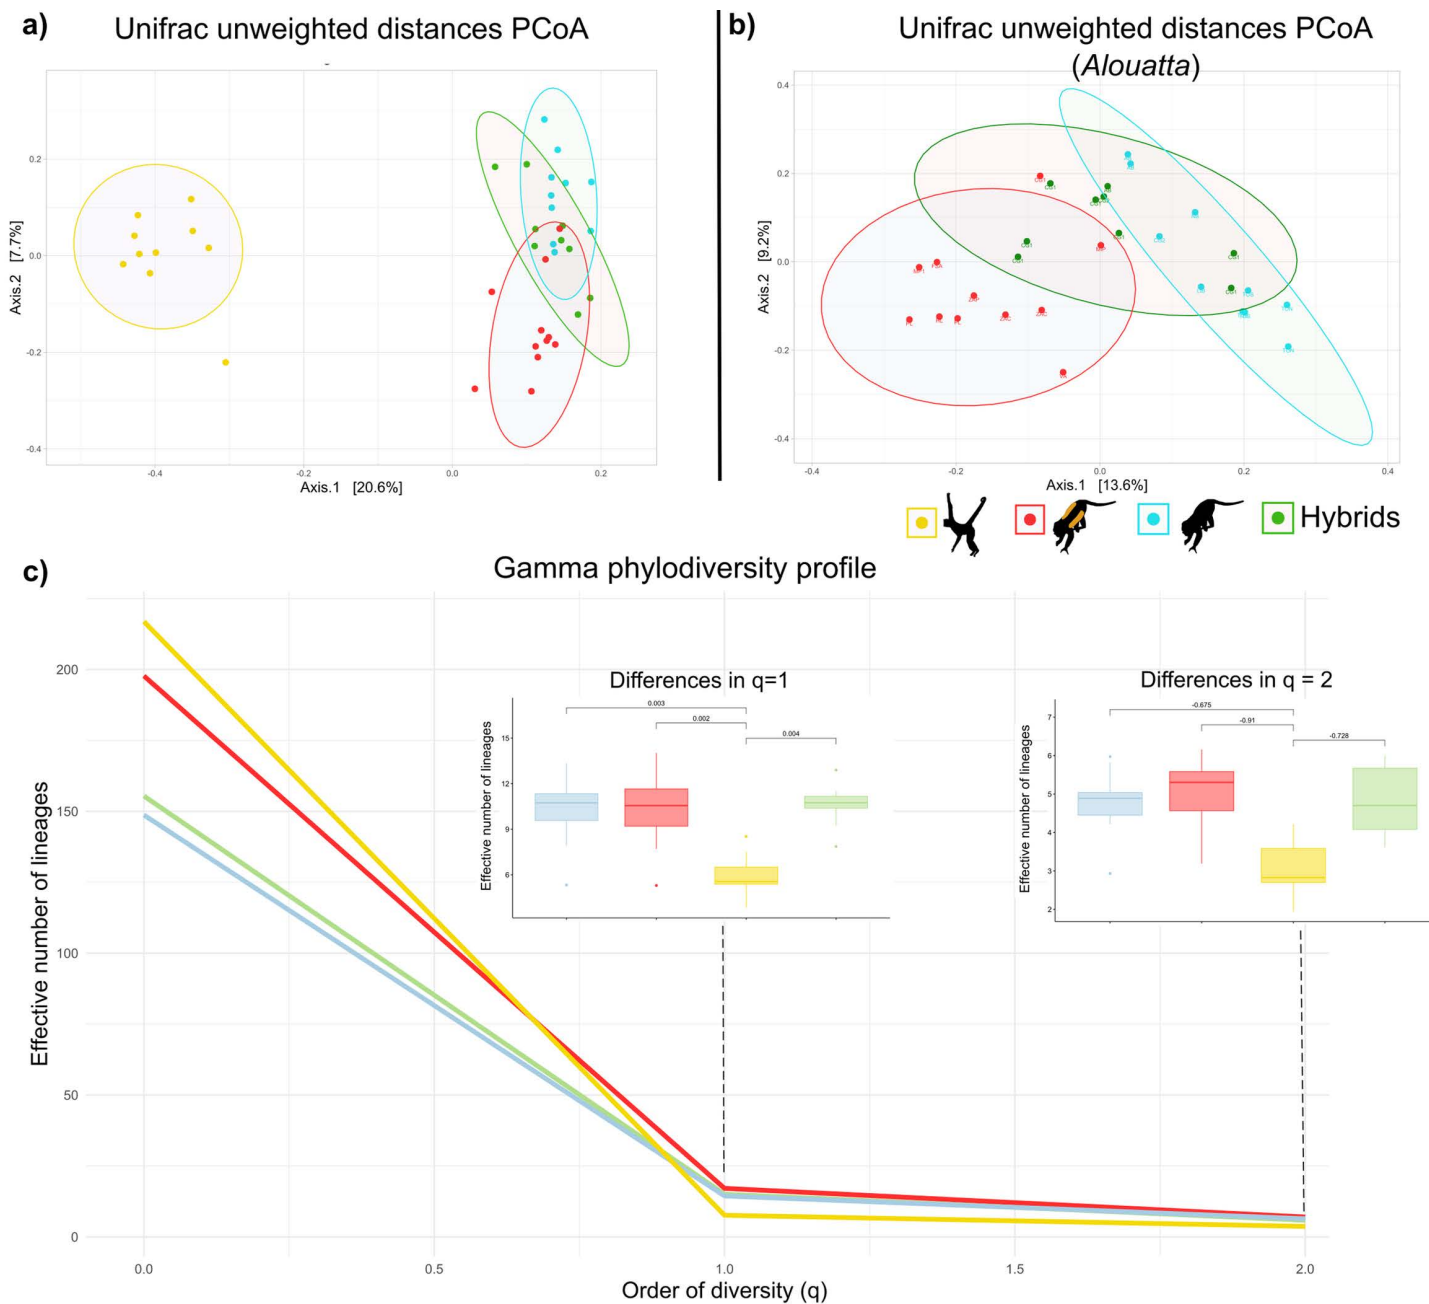 a)
Unifrac unweighted distances PCoA
0.2
0.0
-0.2
-0.4
Axis.2 [7.7%]
-0.4
-0.2
0.0
0.2
Axis.1 [20.6%]
b)
Unifrac unweighted distances PCoA
(Alouatta)
0.4
0.2
0.0
-0.2
-0.4
Axis.2 [9.2%]
-0.4
-0.2
0.0
0.2
0.4
Axis.1 [13.6%]
Hybrids
c)
Gamma phylodiversity profile
200
150
100
50
0
Effective number of lineages
Differences in q=1
0.003
0.002
0.004
15
12
9
6
Effective number of lineages
Differences in q = 2
-0.675
-0.91
-0.728
7
6
5
4
3
2
Effective number of lineages
0.0
0.5
1.0
1.5
2.0
Order of diversity (q)